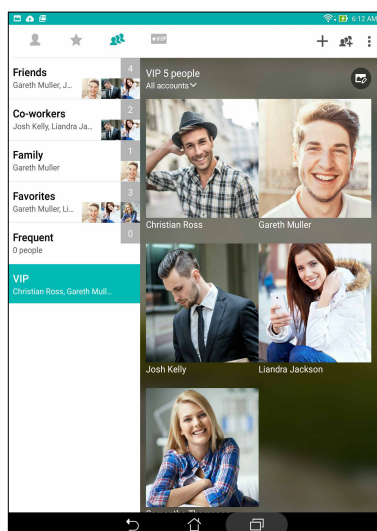 6:12 AM
VIP
Friends
4
Gareth Muller, J...
Co-workers
2
Josh Kelly, Liandra Ja...
Family
1
Gareth Muller
Favorites
3
Gareth Muller, Li...
Frequent
0
0 people
VIP
Christian Ross, Gareth Mull...
VIP 5 people
All accounts
Christian Ross
Gareth Muller
Josh Kelly
Liandra Jackson